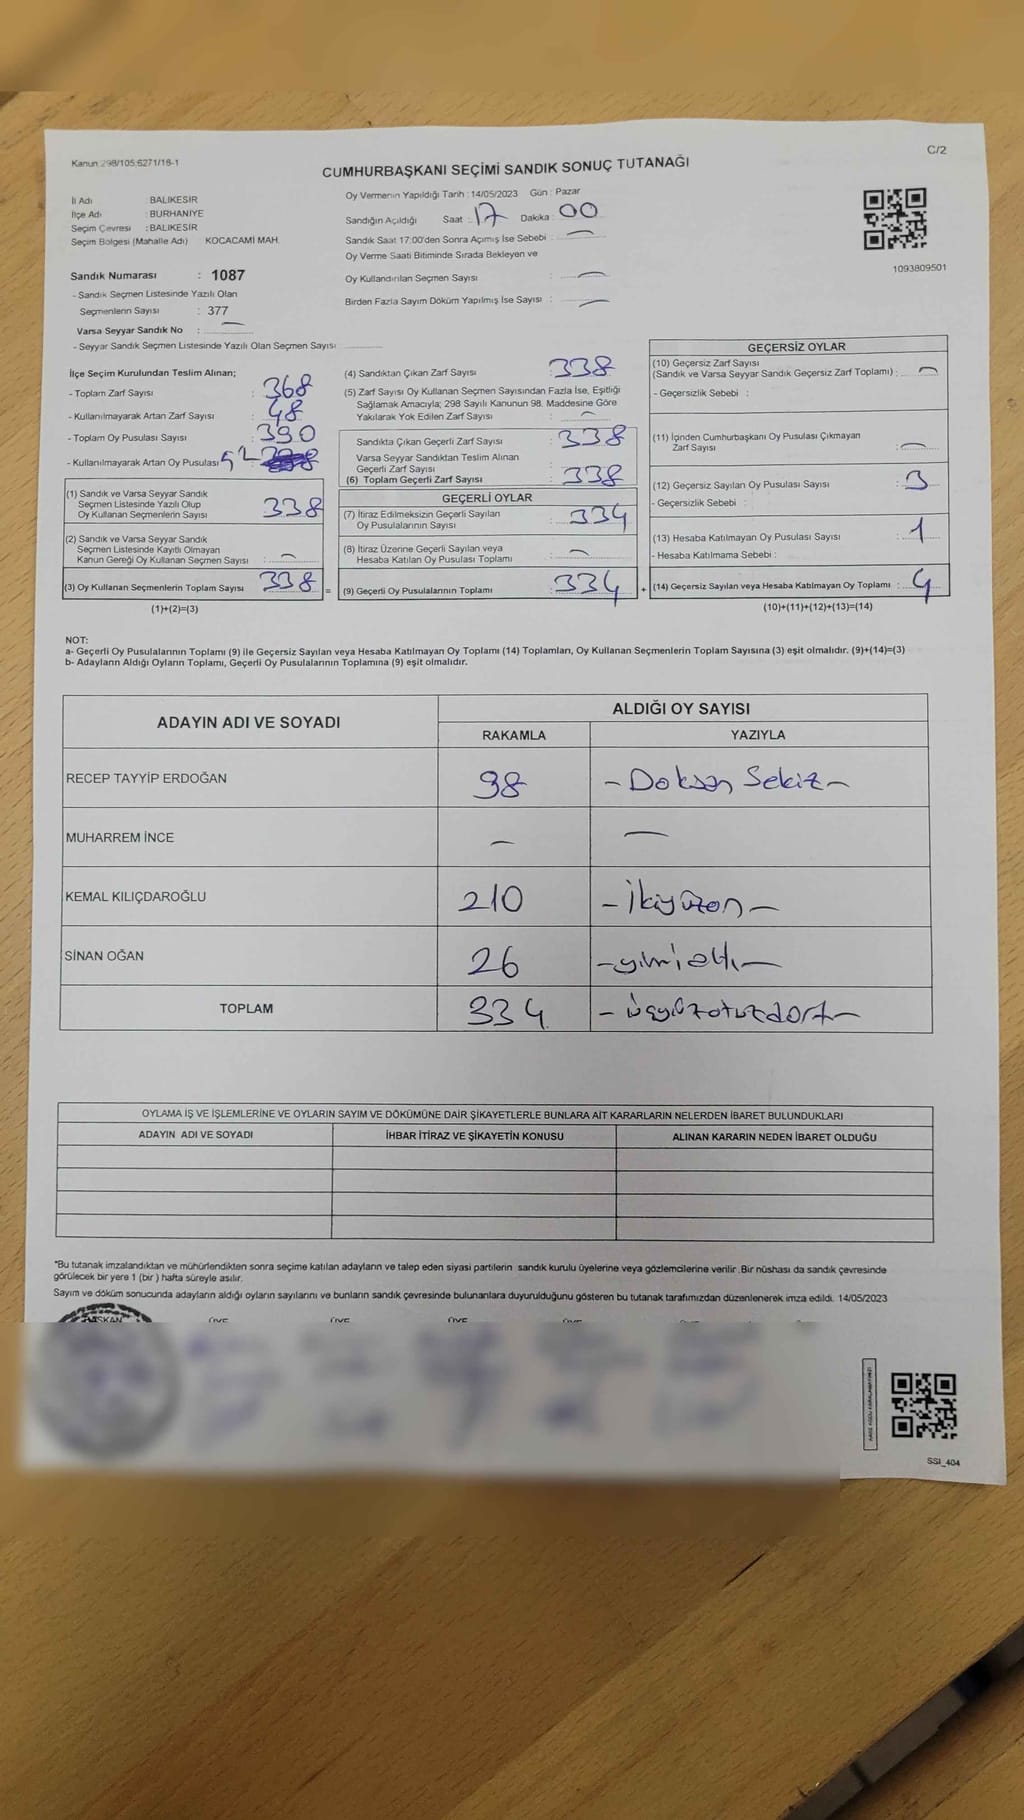 Kanun:298/105;6271/18-1
C/2
CUMHURBAŞKANI SEÇİMİ SANDIK SONUÇ TUTANAĞI
İl Adı BALIKESİR
İlçe Adı : BURHANİYE
Seçim Çevresi : BALIKESİR
Seçim Bölgesi (Mahalle Adı) KOCACAMİ MAH.
Oy Vermenin Yapıldığı Tarih : 14/05/2023 Gün : Pazar
Sandığın Açıldığı Saat : 17 Dakika : 00
Sandık Saat 17:00'den Sonra Açımış İse Sebebi : —
Oy Verme Saati Bitiminde Sırada Bekleyen ve
Oy Kullandırılan Seçmen Sayısı : —
Birden Fazla Sayım Döküm Yapılmış İse Sayısı : —
1093809501
Sandık Numarası : 1087
- Sandık Seçmen Listesinde Yazılı Olan
Seçmenlerin Sayısı : 377
Varsa Seyyar Sandık No : —
- Seyyar Sandık Seçmen Listesinde Yazılı Olan Seçmen Sayısı
İlçe Seçim Kurulundan Teslim Alınan;
- Toplam Zarf Sayısı : 368
- Kullanılmayarak Artan Zarf Sayısı : 48
- Toplam Oy Pusulası Sayısı : 390
- Kullanılmayarak Artan Oy Pusulası 52
(1) Sandık ve Varsa Seyyar Sandık
Seçmen Listesinde Yazılı Olup
Oy Kullanan Seçmenlerin Sayısı : 338
(2) Sandık ve Varsa Seyyar Sandık
Seçmen Listesinde Kayıtlı Olmayan
Kanun Gereği Oy Kullanan Seçmen Sayısı : —
(3) Oy Kullanan Seçmenlerin Toplam Sayısı : 338 =
(1)+(2)=(3)
(4) Sandıktan Çıkan Zarf Sayısı : 338
(5) Zarf Sayısı Oy Kullanan Seçmen Sayısından Fazla İse, Eşitliği
Sağlamak Amacıyla; 298 Sayılı Kanunun 98. Maddesine Göre
Yakılarak Yok Edilen Zarf Sayısı : —
Sandıkta Çıkan Geçerli Zarf Sayısı : 338
Varsa Seyyar Sandıktan Teslim Alınan
Geçerli Zarf Sayısı
(6) Toplam Geçerli Zarf Sayısı : 338
GEÇERLİ OYLAR
(7) İtiraz Edilmeksizin Geçerli Sayılan
Oy Pusulalarının Sayısı : 334
(8) İtiraz Üzerine Geçerli Sayılan veya
Hesaba Katılan Oy Pusulası Toplamı : —
(9) Geçerli Oy Pusulalarının Toplamı : 334 +
GEÇERSİZ OYLAR
(10) Geçersiz Zarf Sayısı
(Sandık ve Varsa Seyyar Sandık Geçersiz Zarf Toplamı) : —
- Geçersizlik Sebebi :
(11) İçinden Cumhurbaşkanı Oy Pusulası Çıkmayan
Zarf Sayısı : —
(12) Geçersiz Sayılan Oy Pusulası Sayısı : 3
- Geçersizlik Sebebi :
(13) Hesaba Katılmayan Oy Pusulası Sayısı : 1
- Hesaba Katılmama Sebebi :
(14) Geçersiz Sayılan veya Hesaba Katılmayan Oy Toplamı : 4
(10)+(11)+(12)+(13)=(14)
NOT:
a- Geçerli Oy Pusulalarının Toplamı (9) ile Geçersiz Sayılan veya Hesaba Katılmayan Oy Toplamı (14) Toplamları, Oy Kullanan Seçmenlerin Toplam Sayısına (3) eşit olmalıdır. (9)+(14)=(3)
b- Adayların Aldığı Oyların Toplamı, Geçerli Oy Pusulalarının Toplamına (9) eşit olmalıdır.
ADAYIN ADI VE SOYADI ALDIĞI OY SAYISI
RAKAMLA YAZIYLA
RECEP TAYYİP ERDOĞAN 98 - Doksan Sekiz -
MUHARREM İNCE — —
KEMAL KILIÇDAROĞLU 210 - İkiyüzon -
SİNAN OĞAN 26 - yirmialtı -
TOPLAM 334 - üçyüzotuzdört -
OYLAMA İŞ VE İŞLEMLERİNE VE OYLARIN SAYIM VE DÖKÜMÜNE DAİR ŞİKAYETLERLE BUNLARA AİT KARARLARIN NELERDEN İBARET BULUNDUKLARI
ADAYIN ADI VE SOYADI İHBAR İTİRAZ VE ŞİKAYETİN KONUSU ALINAN KARARIN NEDEN İBARET OLDUĞU
*Bu tutanak imzalandıktan ve mühürlendikten sonra seçime katılan adayların ve talep eden siyasi partilerin sandık kurulu üyelerine veya gözlemcilerine verilir. Bir nüshası da sandık çevresinde
görülecek bir yere 1 (bir) hafta süreyle asılır.
Sayım ve döküm sonucunda adayların aldığı oyların sayılarını ve bunların sandık çevresinde bulunanlara duyurulduğunu gösteren bu tutanak tarafımızdan düzenlenerek imza edildi. 14/05/2023
BAŞKAN ÜYE ÜYE ÜYE ÜYE ÜYE
SSI_404